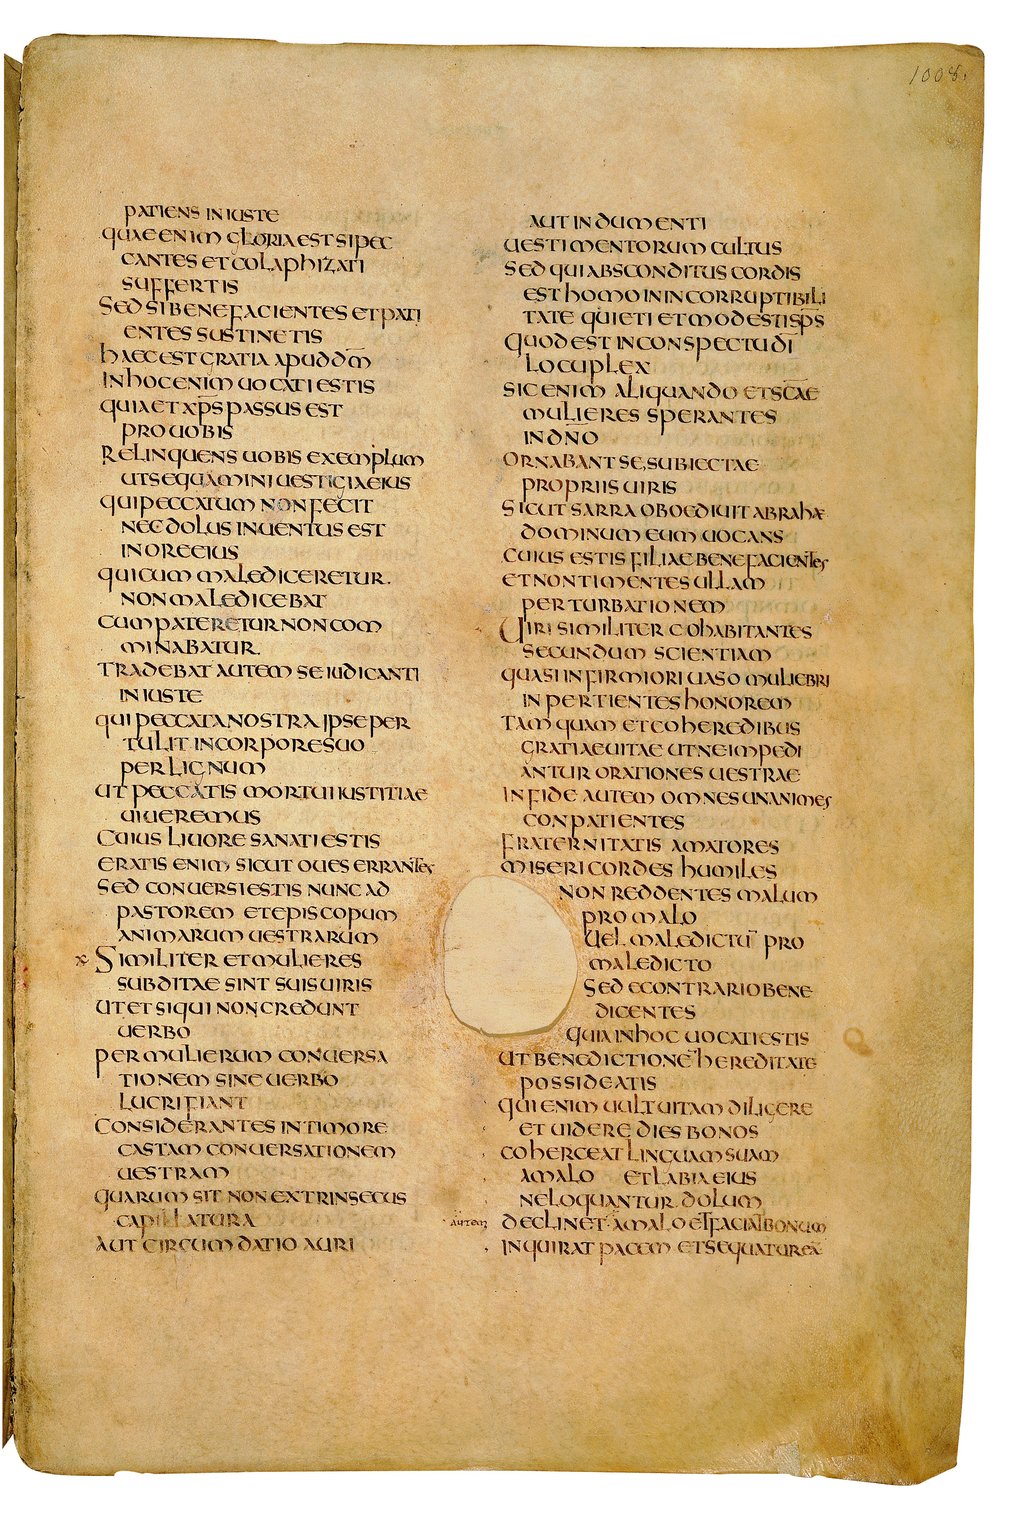 1008.
PATIENS INIUSTE
QUAE ENIM GLORIA EST SI PEC
CANTES ET COLAPHIZATI
SUFFERTIS
SED SI BENE FACIENTES ET PATI
ENTES SUSTINETIS
HAEC EST GRATIA APUD DM̄
IN HOC ENIM UOCATI ESTIS
QUIA ET XP̄S PASSUS EST
PRO UOBIS
RELINQUENS UOBIS EXEMPLUM
UT SEQUAMINI UESTIGIA EIUS
QUI PECCATUM NON FECIT
NEC DOLUS INUENTUS EST
IN ORE EIUS
QUI CUM MALEDICERETUR.
NON MALEDICEBAT
CUM PATERETUR NON COM
MINABATUR.
TRADEBAT AUTEM SE IUDICANTI
INIUSTE
QUI PECCATA NOSTRA IPSE PER
TULIT IN CORPORE SUO
PER LIGNUM
UT PECCATIS MORTUI IUSTITIAE
UIUEREMUS
CUIUS LIUORE SANATI ESTIS
ERATIS ENIM SICUT OUES ERRANTES
SED CONUERSI ESTIS NUNC AD
PASTOREM ET EPISCOPUM
ANIMARUM UESTRARUM
SIMILITER ET MULIERES
SUBDITAE SINT SUIS UIRIS
UT ET SI QUI NON CREDUNT
UERBO
PER MULIERUM CONUERSA
TIONEM SINE UERBO
LUCRIFIANT
CONSIDERANTES IN TIMORE
CASTAM CONUERSATIONEM
UESTRAM
QUARUM SIT NON EXTRINSECUS
CAPILLATURA
AUT CIRCUMDATIO AURI
AUT INDUMENTI
UESTIMENTORUM CULTUS
SED QUI ABSCONDITUS CORDIS
EST HOMO IN INCORRUPTIBILI
TATE QUIETI ET MODESTI SP̄S
QUOD EST IN CONSPECTU DĪ
LOCUPLEX
SIC ENIM ALIQUANDO ET SC̄AE
MULIERES SPERANTES
IN DN̄O
ORNABANT SE, SUBIECTAE
PROPRIIS UIRIS
SICUT SARRA OBOEDIUIT ABRAHAE
DOMINUM EUM UOCANS
CUIUS ESTIS FILIAE BENEFACIENTES
ET NON TIMENTES ULLAM
PERTURBATIONEM
UIRI SIMILITER COHABITANTES
SECUNDUM SCIENTIAM
QUASI INFIRMIORI UASO MULIEBRI
INPERTIENTES HONOREM
TAMQUAM ET COHEREDIBUS
GRATIAE UITAE UT NE IMPEDI
ANTUR ORATIONES UESTRAE
IN FIDE AUTEM OMNES UNANIMES
CONPATIENTES
FRATERNITATIS AMATORES
MISERICORDES HUMILES
NON REDDENTES MALUM
PRO MALO
UEL MALEDICTŪ PRO
MALEDICTO
SED E CONTRARIO BENE
DICENTES
QUIA IN HOC UOCATI ESTIS
UT BENEDICTIONĒ HEREDITATE
POSSIDEATIS
QUI ENIM UULT UITAM DILIGERE
ET UIDERE DIES BONOS
COHERCEAT LINGUAM SUAM
A MALO ET LABIA EIUS
NE LOQUANTUR DOLUM
AUTEM DECLINET A MALO ET FACIAT BONUM
INQUIRAT PACEM ET SEQUATUR EĀ